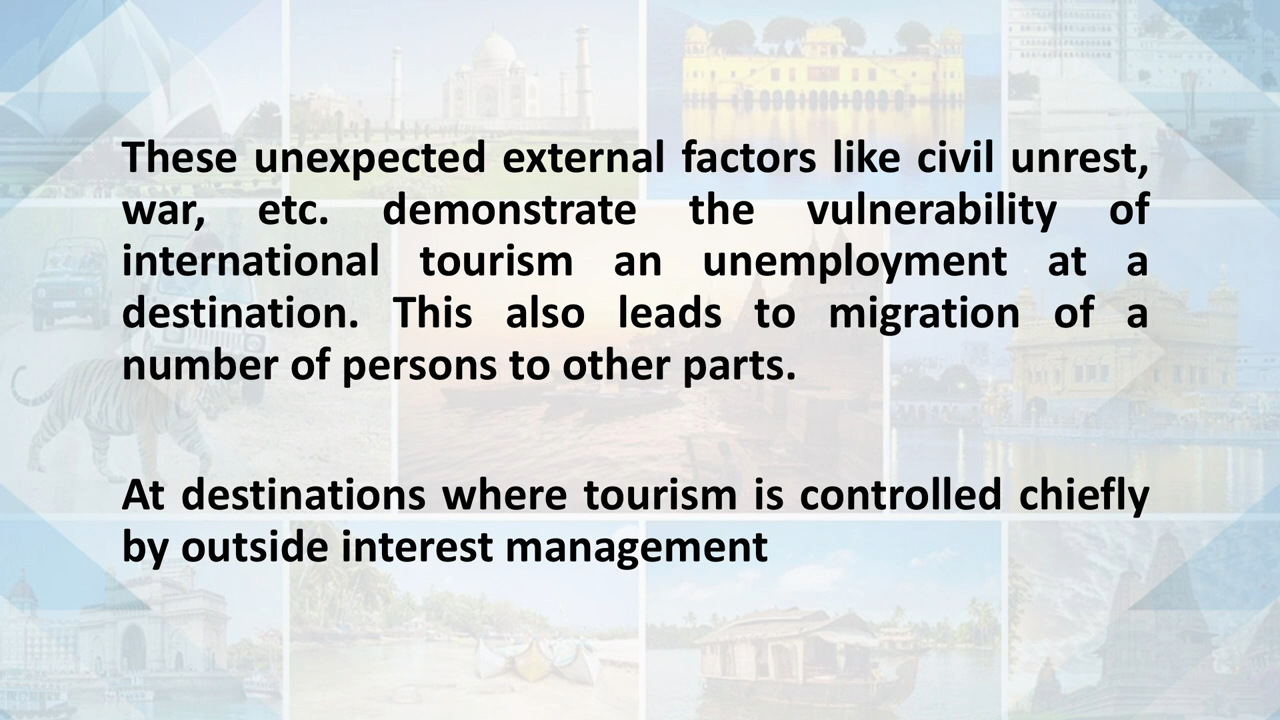 These unexpected external factors like civil unrest,
war, etc. demonstrate the vulnerability of
international tourism an unemployment at a
destination. This also leads to migration of a
number of persons to other parts.
At destinations where tourism is controlled chiefly
by outside interest management